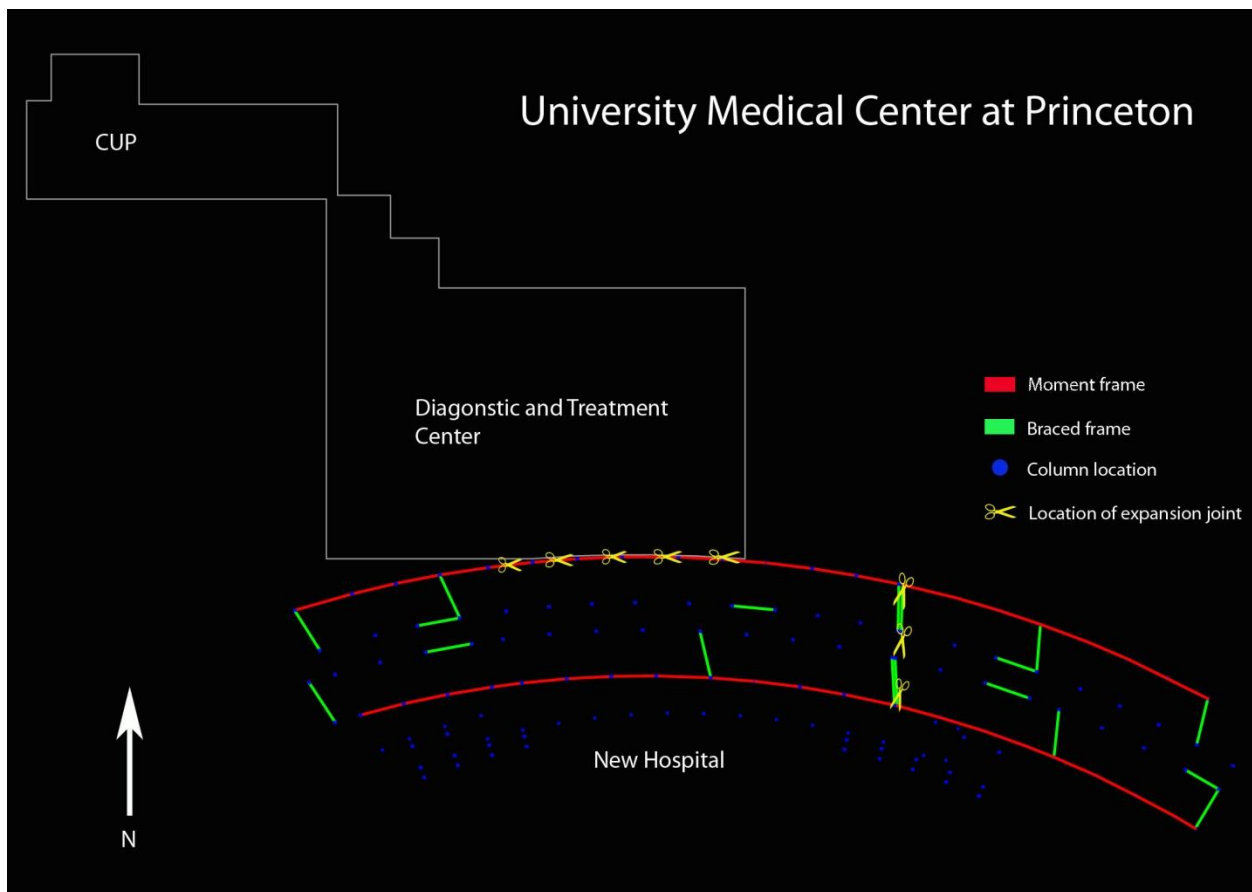 University Medical Center at Princeton
CUP
Diagonstic and Treatment
Center
Moment frame
Braced frame
Column location
Location of expansion joint
New Hospital
N